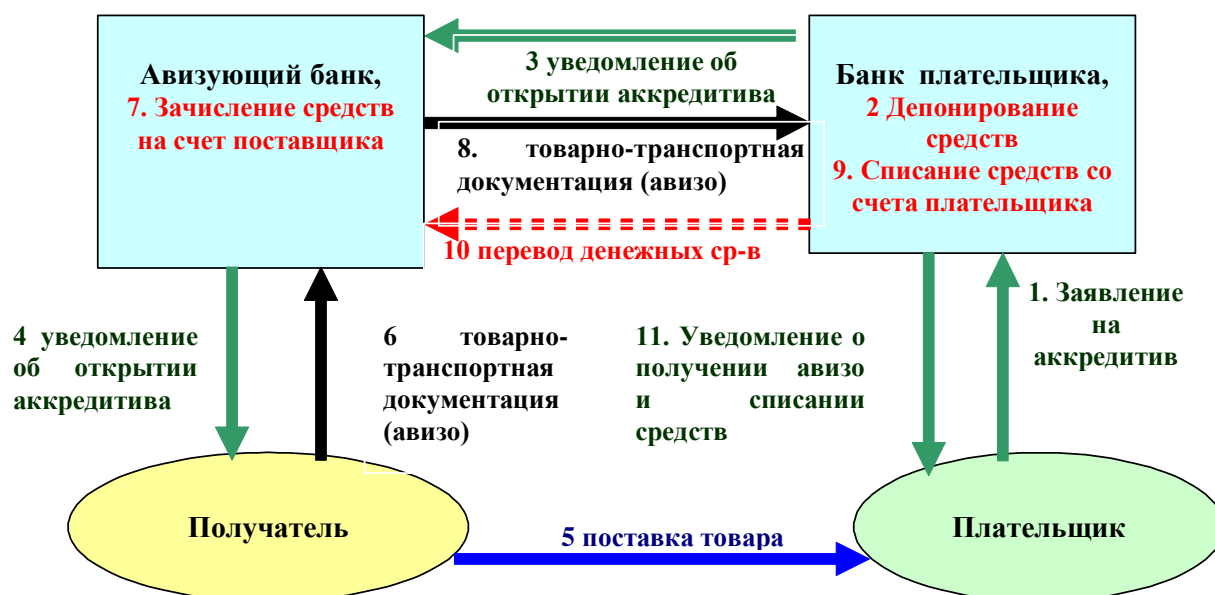 Авизующий банк,
7. Зачисление средств
на счет поставщика
3 уведомление об
открытии аккредитива
Банк плательщика,
2 Депонирование
средств
9. Списание средств со
счета плательщика
8. товарно-транспортная
документация (авизо)
10 перевод денежных ср-в
4 уведомление
об открытии
аккредитива
6 товарно-
транспортная
документация
(авизо)
11. Уведомление о
получении авизо
и списании
средств
1. Заявление
на
аккредитив
Получатель
5 поставка товара
Плательщик